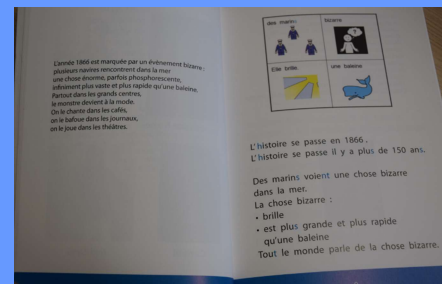 L'année 1866 est marquée par un événement bizarre :
plusieurs navires rencontrent dans la mer
une chose énorme, parfois phosphorescente,
infiniment plus vaste et plus rapide qu'une baleine.
Partout dans les grands centres,
le monstre devient à la mode.
On le chante dans les cafés,
on le bafoue dans les journaux,
on le joue dans les théâtres.
des marins
bizarre
Elle brille
une baleine
L'histoire se passe en 1866.
L'histoire se passe il y a plus de 150 ans.
Des marins voient une chose bizarre
dans la mer.
La chose bizarre :
• brille
• est plus grande et plus rapide
qu'une baleine
Tout le monde parle de la chose bizarre.